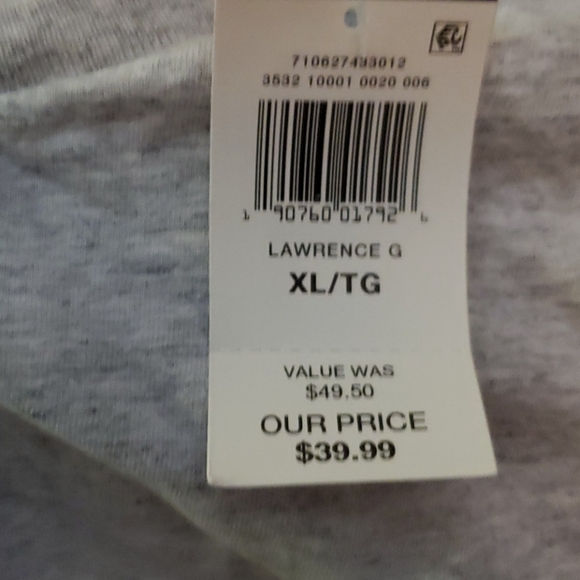 710627433012
3532 10001 0020 006
1 90760 01792 6
LAWRENCE G
XL/TG
VALUE WAS
$49.50
OUR PRICE
$39.99